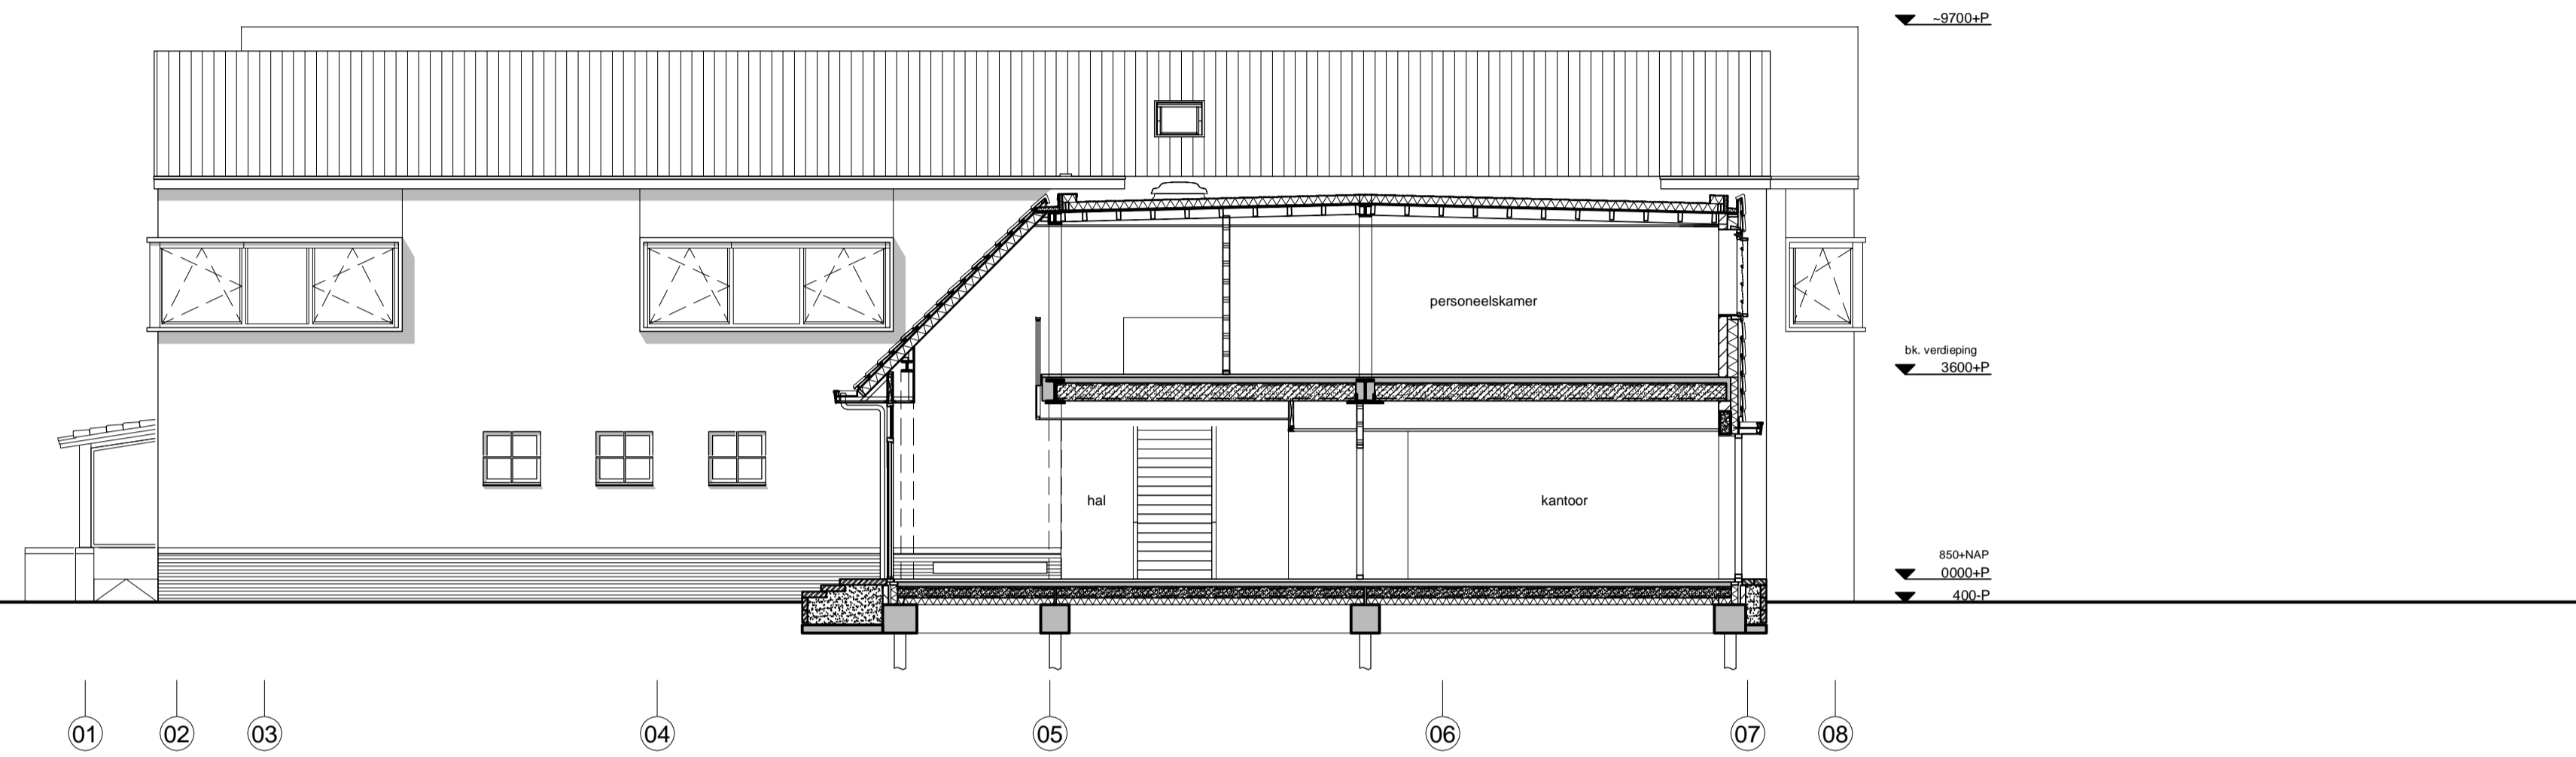 ~9700+P
personeelskamer
bk. verdieping
3600+P
hal
kantoor
850+NAP
0000+P
400-P
01 02 03 04 05 06 07 08